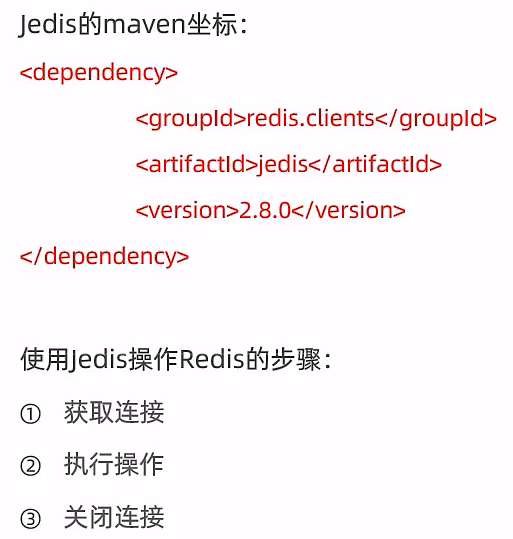 Jedis的maven坐标：
<dependency>
<groupId>redis.clients</groupId>
<artifactId>jedis</artifactId>
<version>2.8.0</version>
</dependency>
使用Jedis操作Redis的步骤：
① 获取连接
② 执行操作
③ 关闭连接